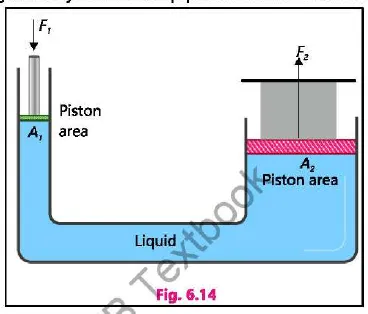 F₁
F₂
Piston
A₁ area
A₂
Piston area
Liquid
Textbook
Fig. 6.14